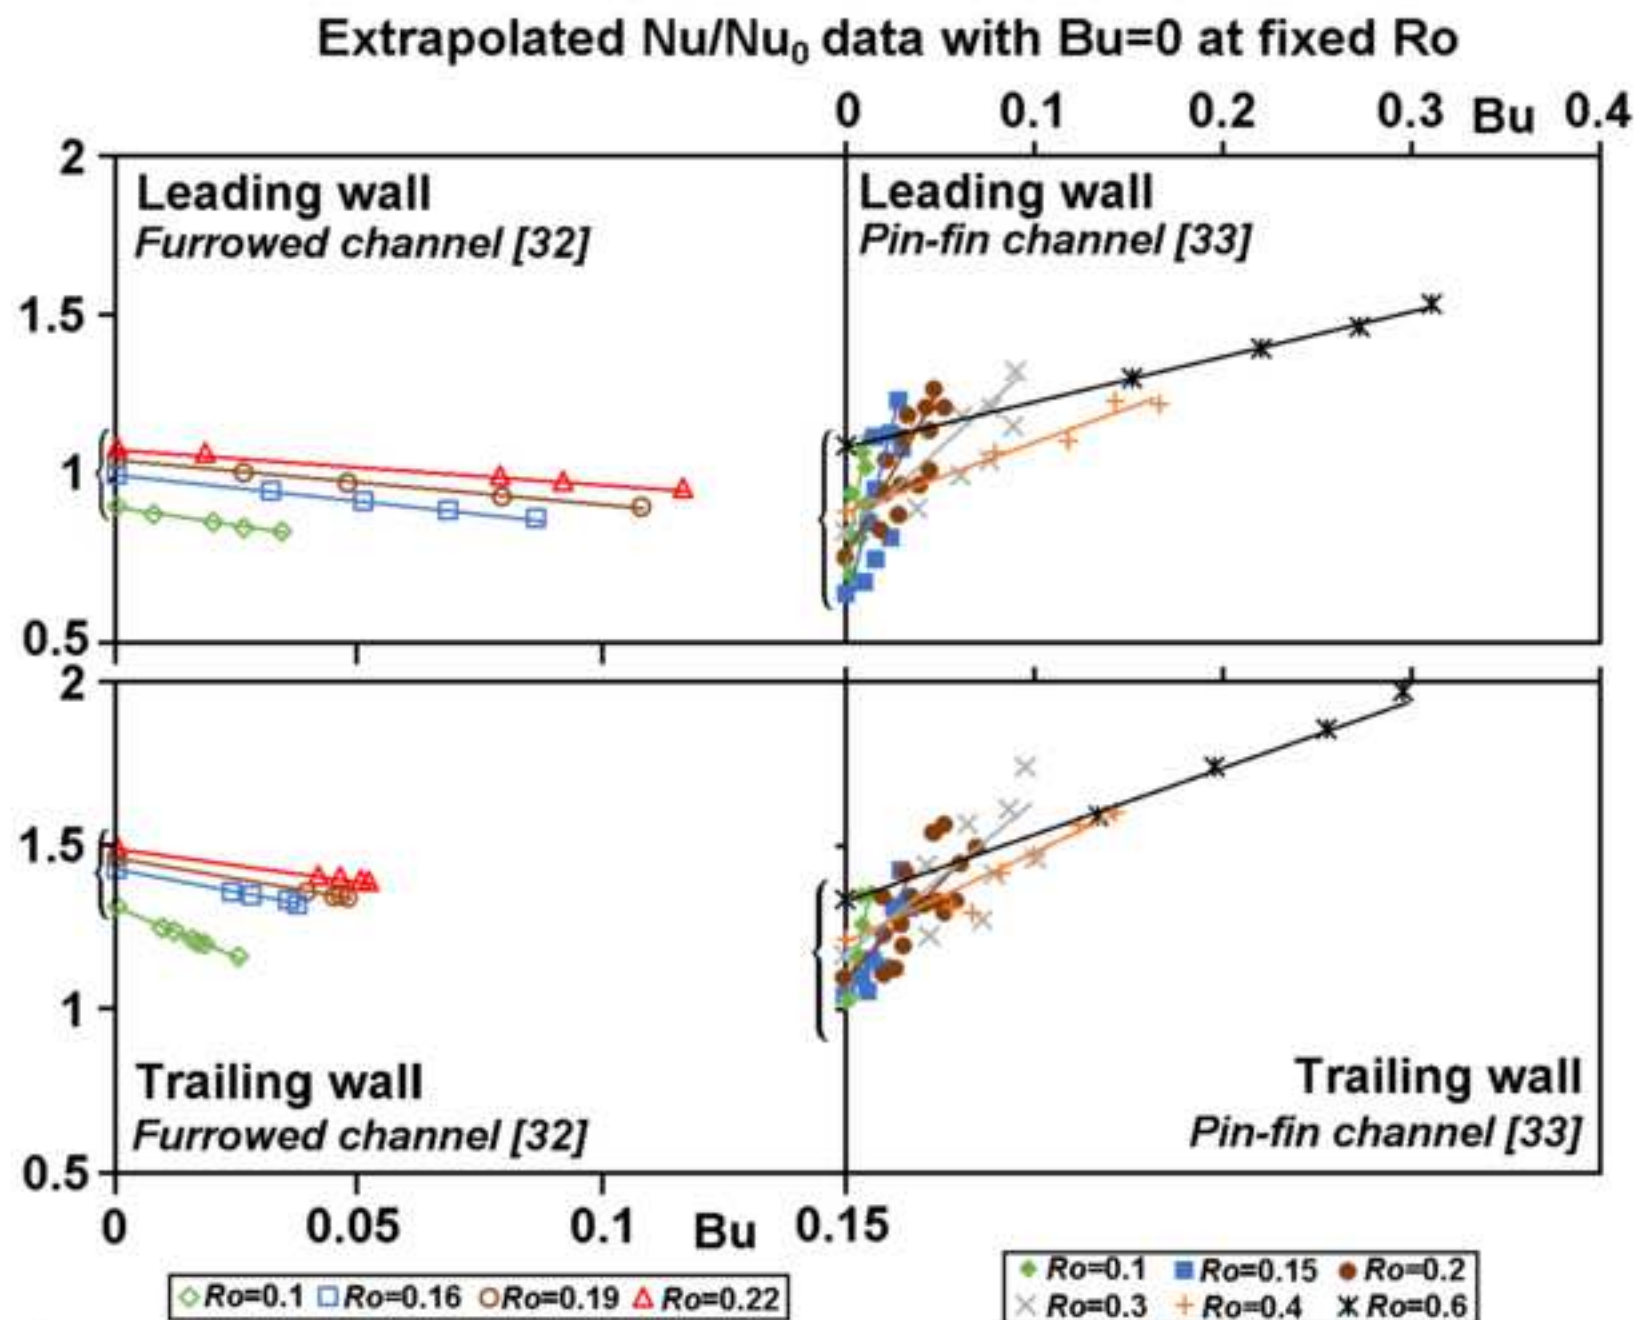 Extrapolated Nu/Nu₀ data with Bu=0 at fixed Ro
0 0.1 0.2 0.3 Bu 0.4
2
Leading wall
Furrowed channel [32]
Leading wall
Pin-fin channel [33]
1.5
1
0.5
2
1.5
1
Trailing wall
Furrowed channel [32]
Trailing wall
Pin-fin channel [33]
0.5
0 0.05 0.1 Bu 0.15
Ro=0.1 Ro=0.16 Ro=0.19 Ro=0.22
Ro=0.1 Ro=0.15 Ro=0.2
Ro=0.3 Ro=0.4 Ro=0.6